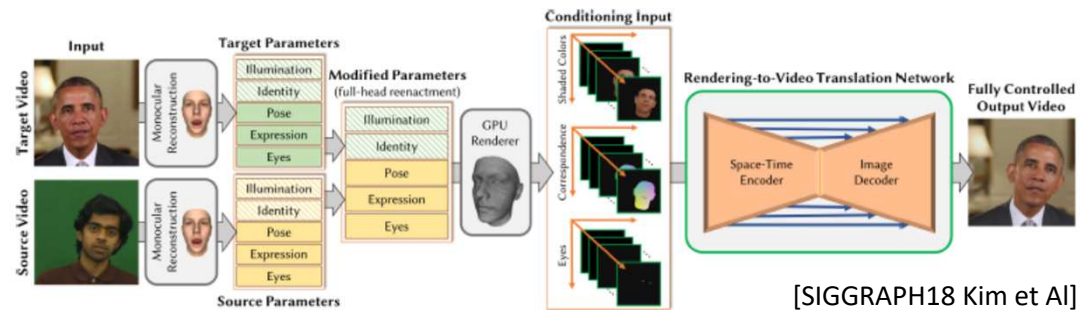 Input
Target Video
Source Video
Monocular
Reconstruction
Monocular
Reconstruction
Target Parameters
Illumination
Identity
Pose
Expression
Eyes
Illumination
Identity
Pose
Expression
Eyes
Source Parameters
Modified Parameters
(full-head reenactment)
Illumination
Identity
Pose
Expression
Eyes
GPU
Renderer
Conditioning Input
Shaded Colors
Correspondence
Eyes
Rendering-to-Video Translation Network
Space-Time
Encoder
Image
Decoder
Fully Controlled
Output Video
[SIGGRAPH18 Kim et Al]